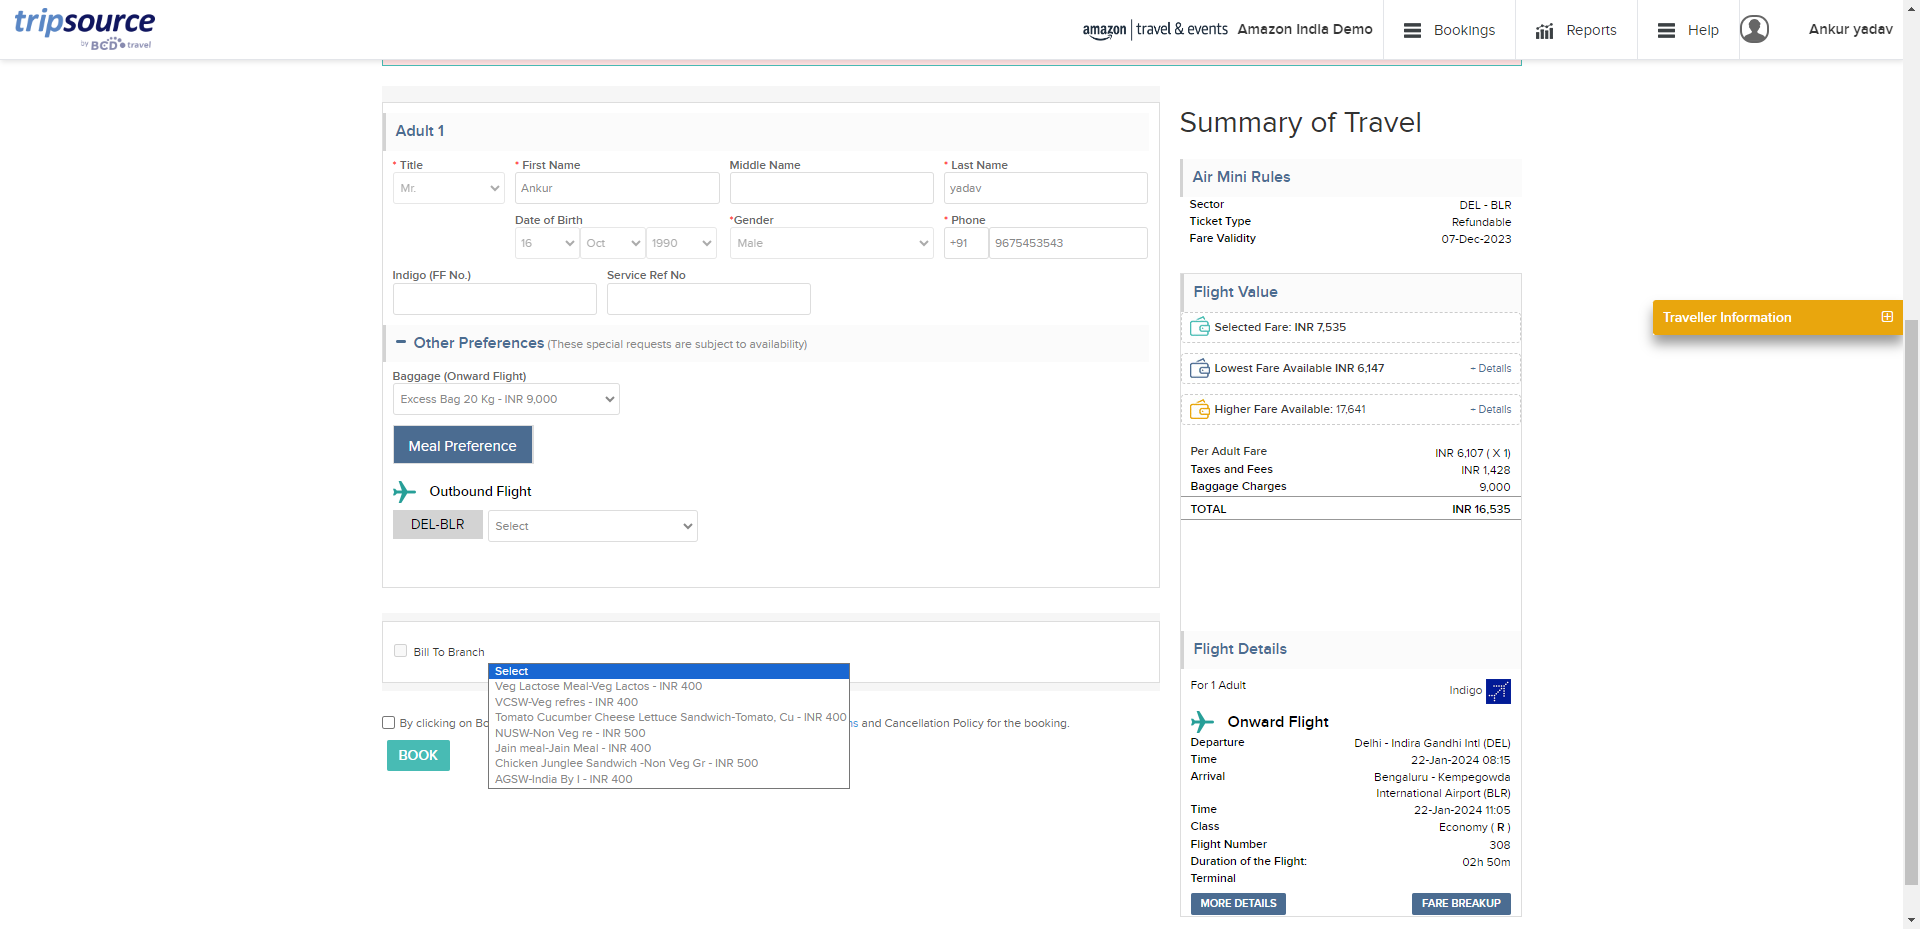 tripsource
by BCD travel
amazon | travel & events Amazon India Demo
Bookings
Reports
Help
Ankur yadav
Adult 1
* Title
* First Name
Middle Name
* Last Name
Mr.
Ankur
yadav
Date of Birth
*Gender
* Phone
16
Oct
1990
Male
+91
9675453543
Indigo (FF No.)
Service Ref No
Other Preferences (These special requests are subject to availability)
Baggage (Onward Flight)
Excess Bag 20 Kg - INR 9,000
Meal Preference
Outbound Flight
DEL-BLR
Select
Bill To Branch
Select
Veg Lactose Meal-Veg Lactos - INR 400
VCSW-Veg refres - INR 400
Tomato Cucumber Cheese Lettuce Sandwich-Tomato, Cu - INR 400
NUSW-Non Veg re - INR 500
Jain meal-Jain Meal - INR 400
Chicken Junglee Sandwich -Non Veg Gr - INR 500
AGSW-India By I - INR 400
By clicking on Bo
and Cancellation Policy for the booking.
BOOK
Summary of Travel
Air Mini Rules
Sector DEL - BLR
Ticket Type Refundable
Fare Validity 07-Dec-2023
Flight Value
Selected Fare: INR 7,535
Lowest Fare Available INR 6,147 + Details
Higher Fare Available: 17,641 + Details
Per Adult Fare INR 6,107 ( X 1)
Taxes and Fees INR 1,428
Baggage Charges 9,000
TOTAL INR 16,535
Flight Details
For 1 Adult Indigo
Onward Flight
Departure Delhi - Indira Gandhi Intl (DEL)
Time 22-Jan-2024 08:15
Arrival Bengaluru - Kempegowda
International Airport (BLR)
Time 22-Jan-2024 11:05
Class Economy ( R )
Flight Number 308
Duration of the Flight: 02h 50m
Terminal
MORE DETAILS
FARE BREAKUP
Traveller Information